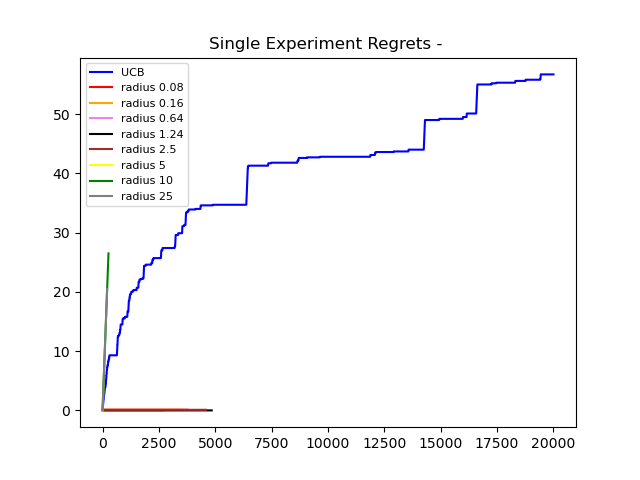 Single Experiment Regrets -
UCB
radius 0.08
radius 0.16
radius 0.64
radius 1.24
radius 2.5
radius 5
radius 10
radius 25
50
40
30
20
10
0
0 2500 5000 7500 10000 12500 15000 17500 20000